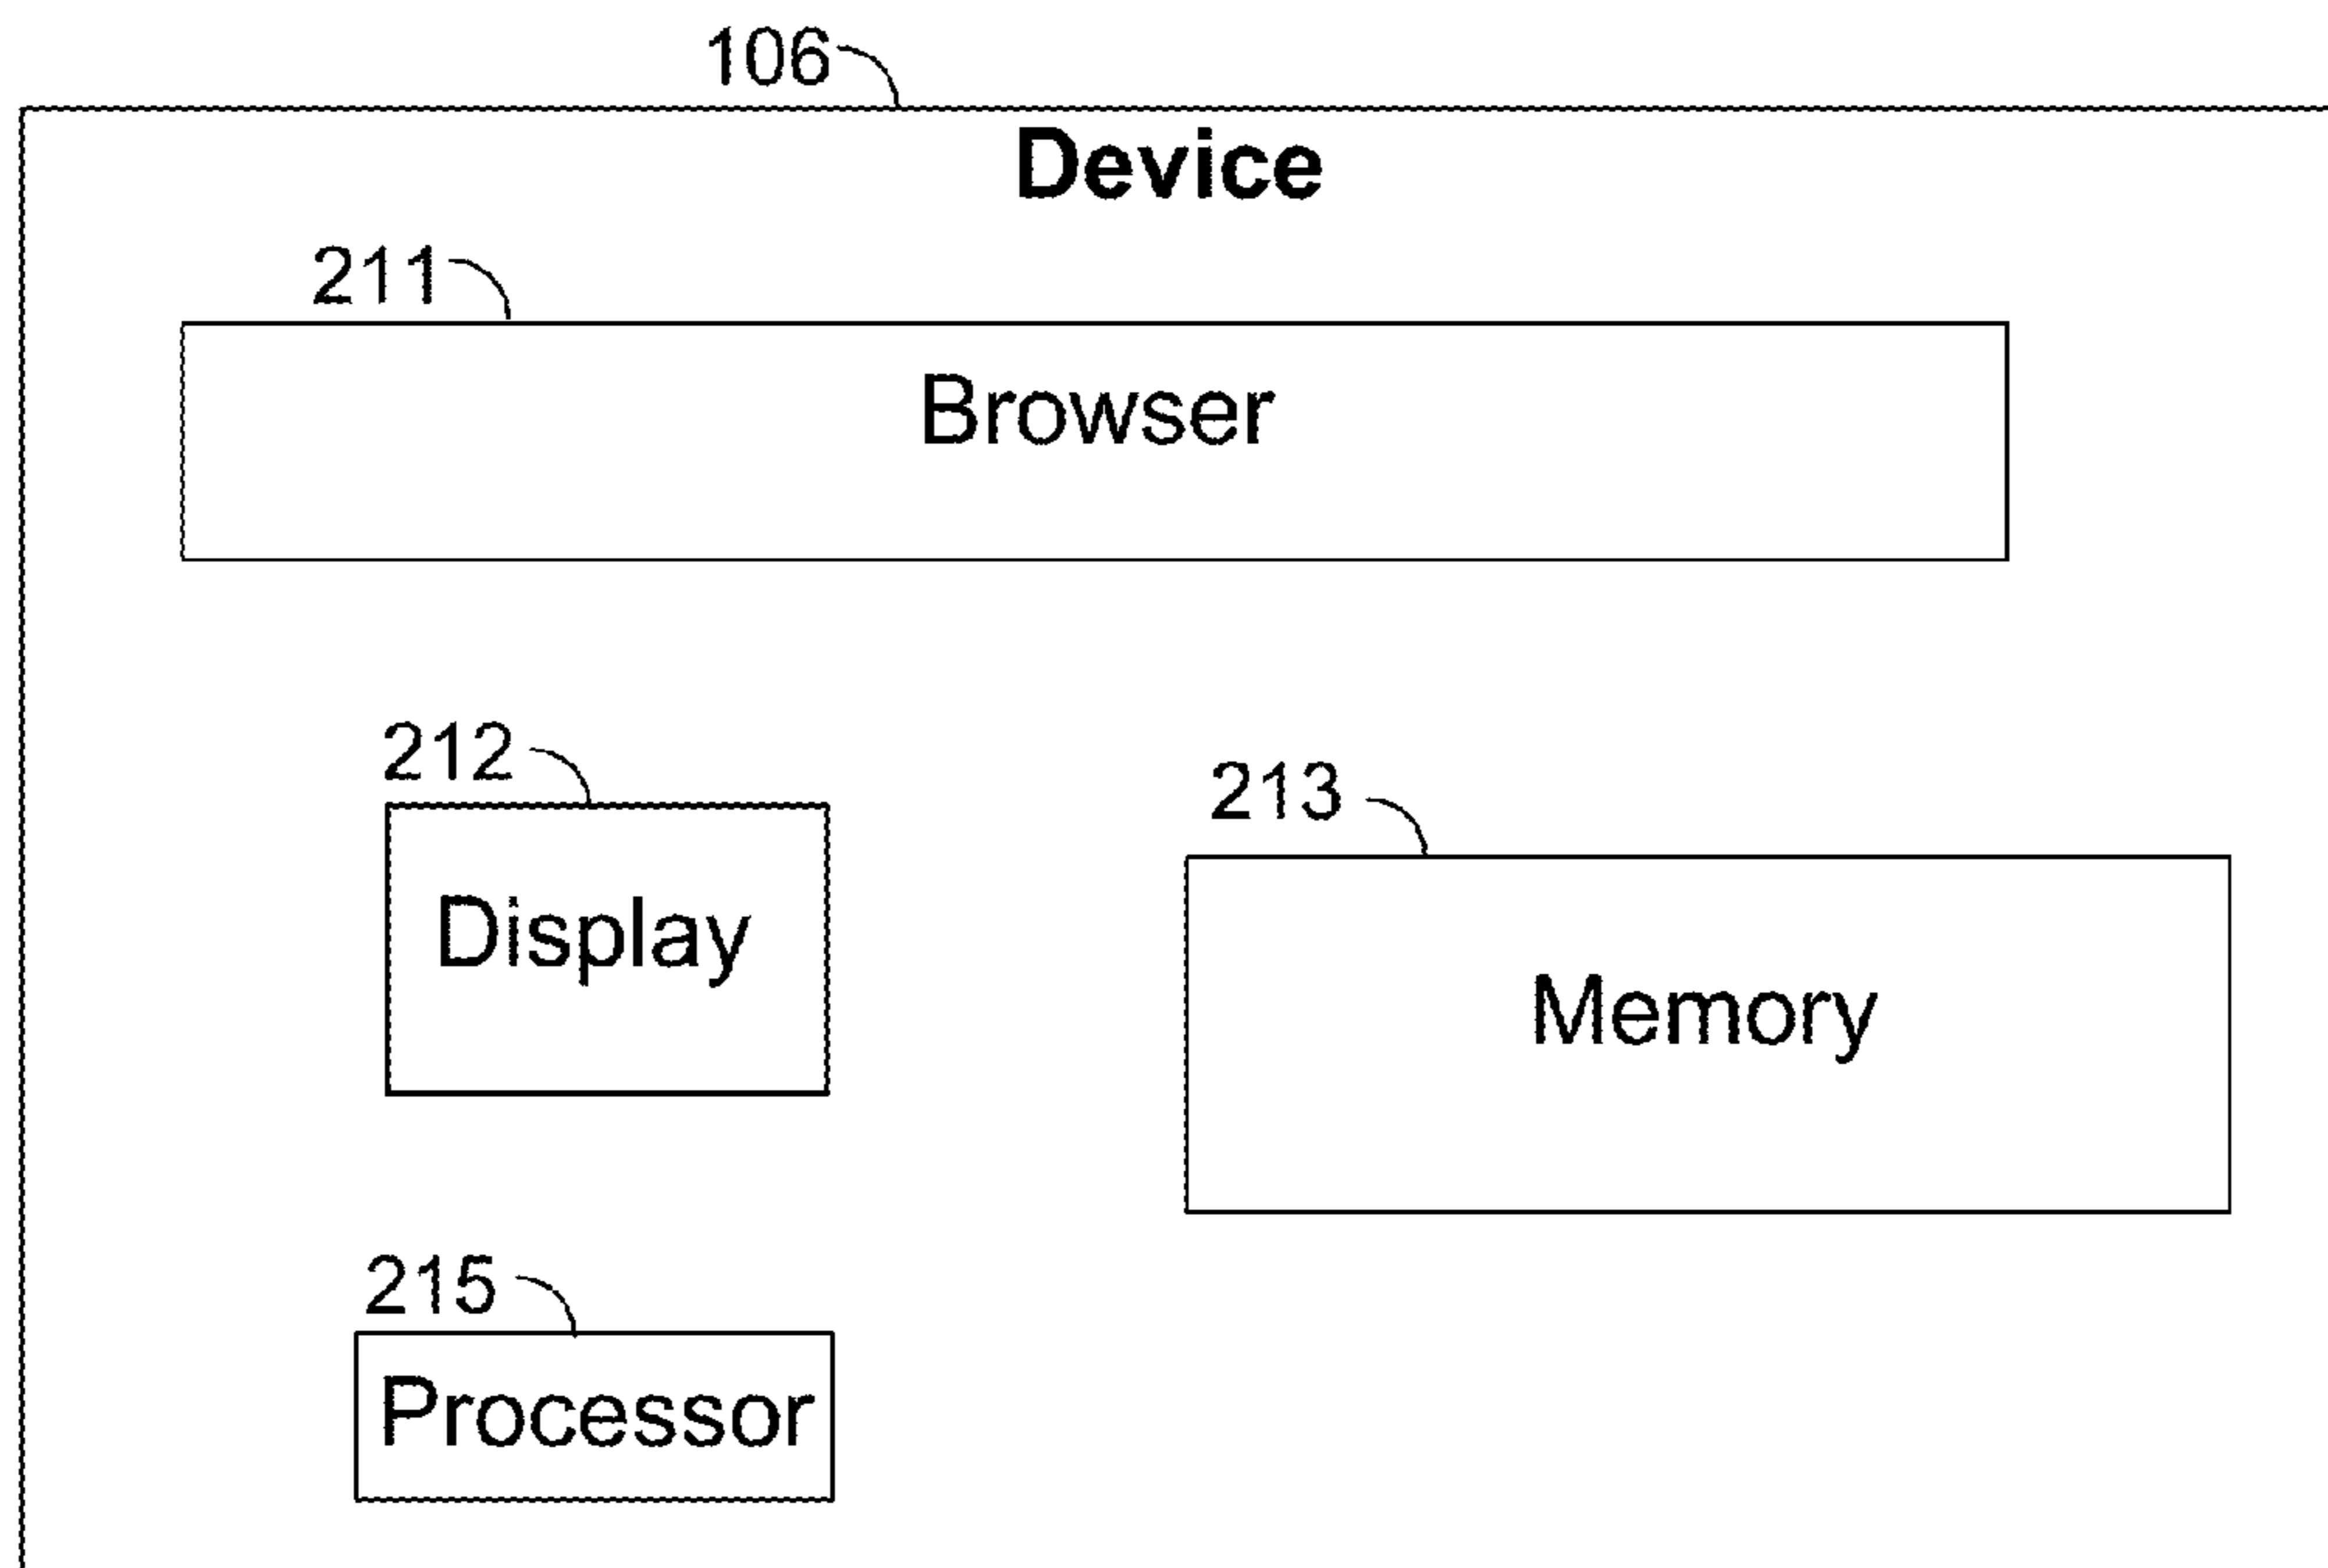 106
Device
211
Browser
212
213
Display
Memory
215
Processor